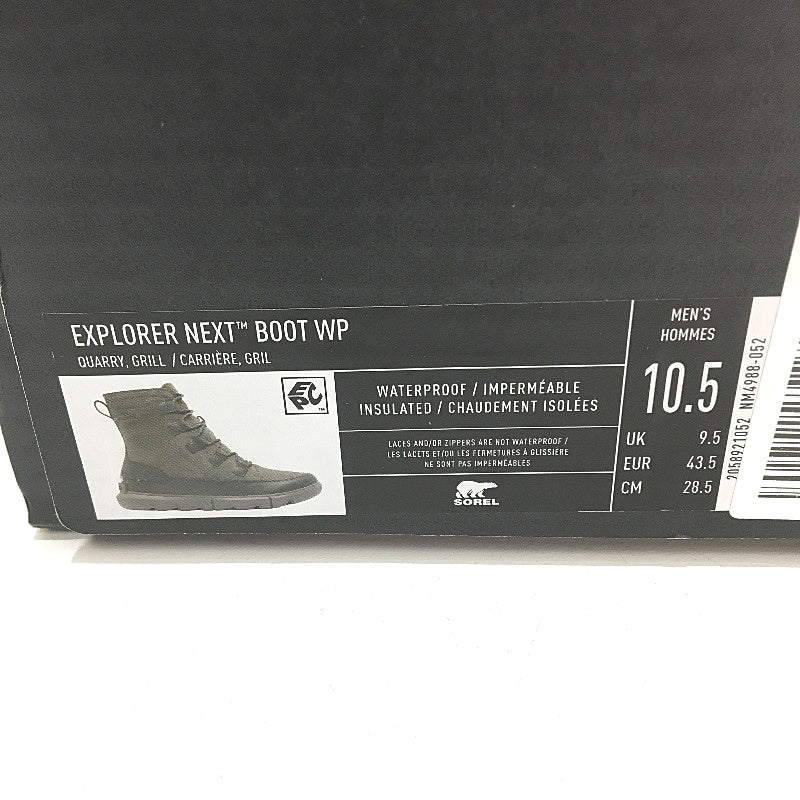 EXPLORER NEXT™ BOOT WP
QUARRY, GRILL / CARRIÈRE, GRIL
EPC™
WATERPROOF / IMPERMÉABLE
INSULATED / CHAUDEMENT ISOLÉES
LACES AND/OR ZIPPERS ARE NOT WATERPROOF /
LES LACETS ET/OU LES FERMETURES À GLISSIÈRE
NE SONT PAS IMPERMÉABLES
SOREL
MEN'S
HOMMES
10.5
UK 9.5
EUR 43.5
CM 28.5
2058921052 NM4988-052